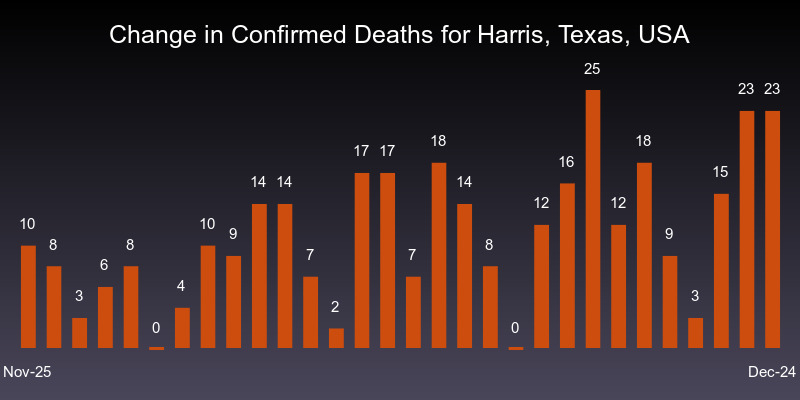 Change in Confirmed Deaths for Harris, Texas, USA
10 8 3 6 8 0 4 10 9 14 14 7 2 17 17 7 18 14 8 0 12 16 25 12 18 9 3 15 23 23
Nov-25 Dec-24